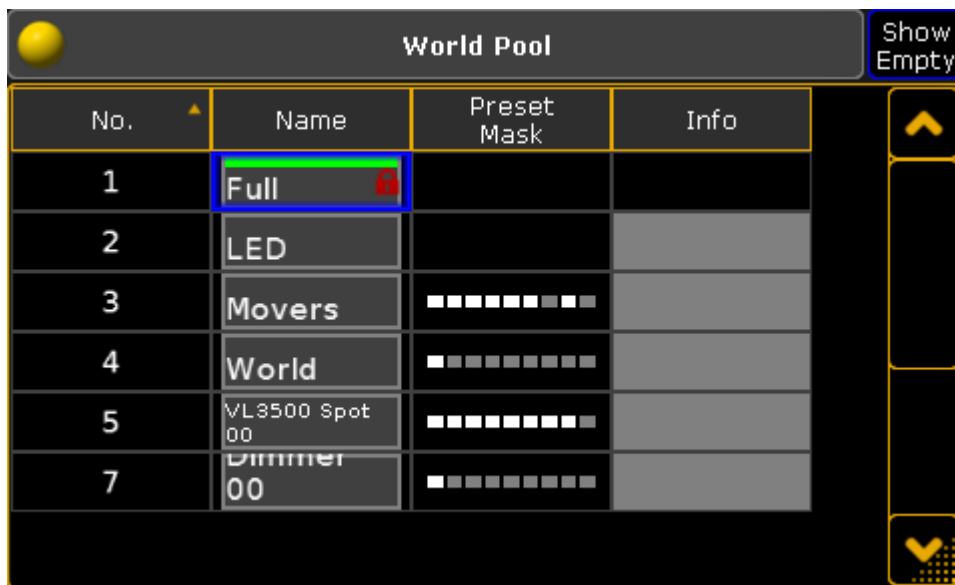 World Pool
Show
Empty
No. Name Preset Mask Info
1 Full
2 LED
3 Movers
4 World
5 VL3500 Spot
00
7 Dimmer
00